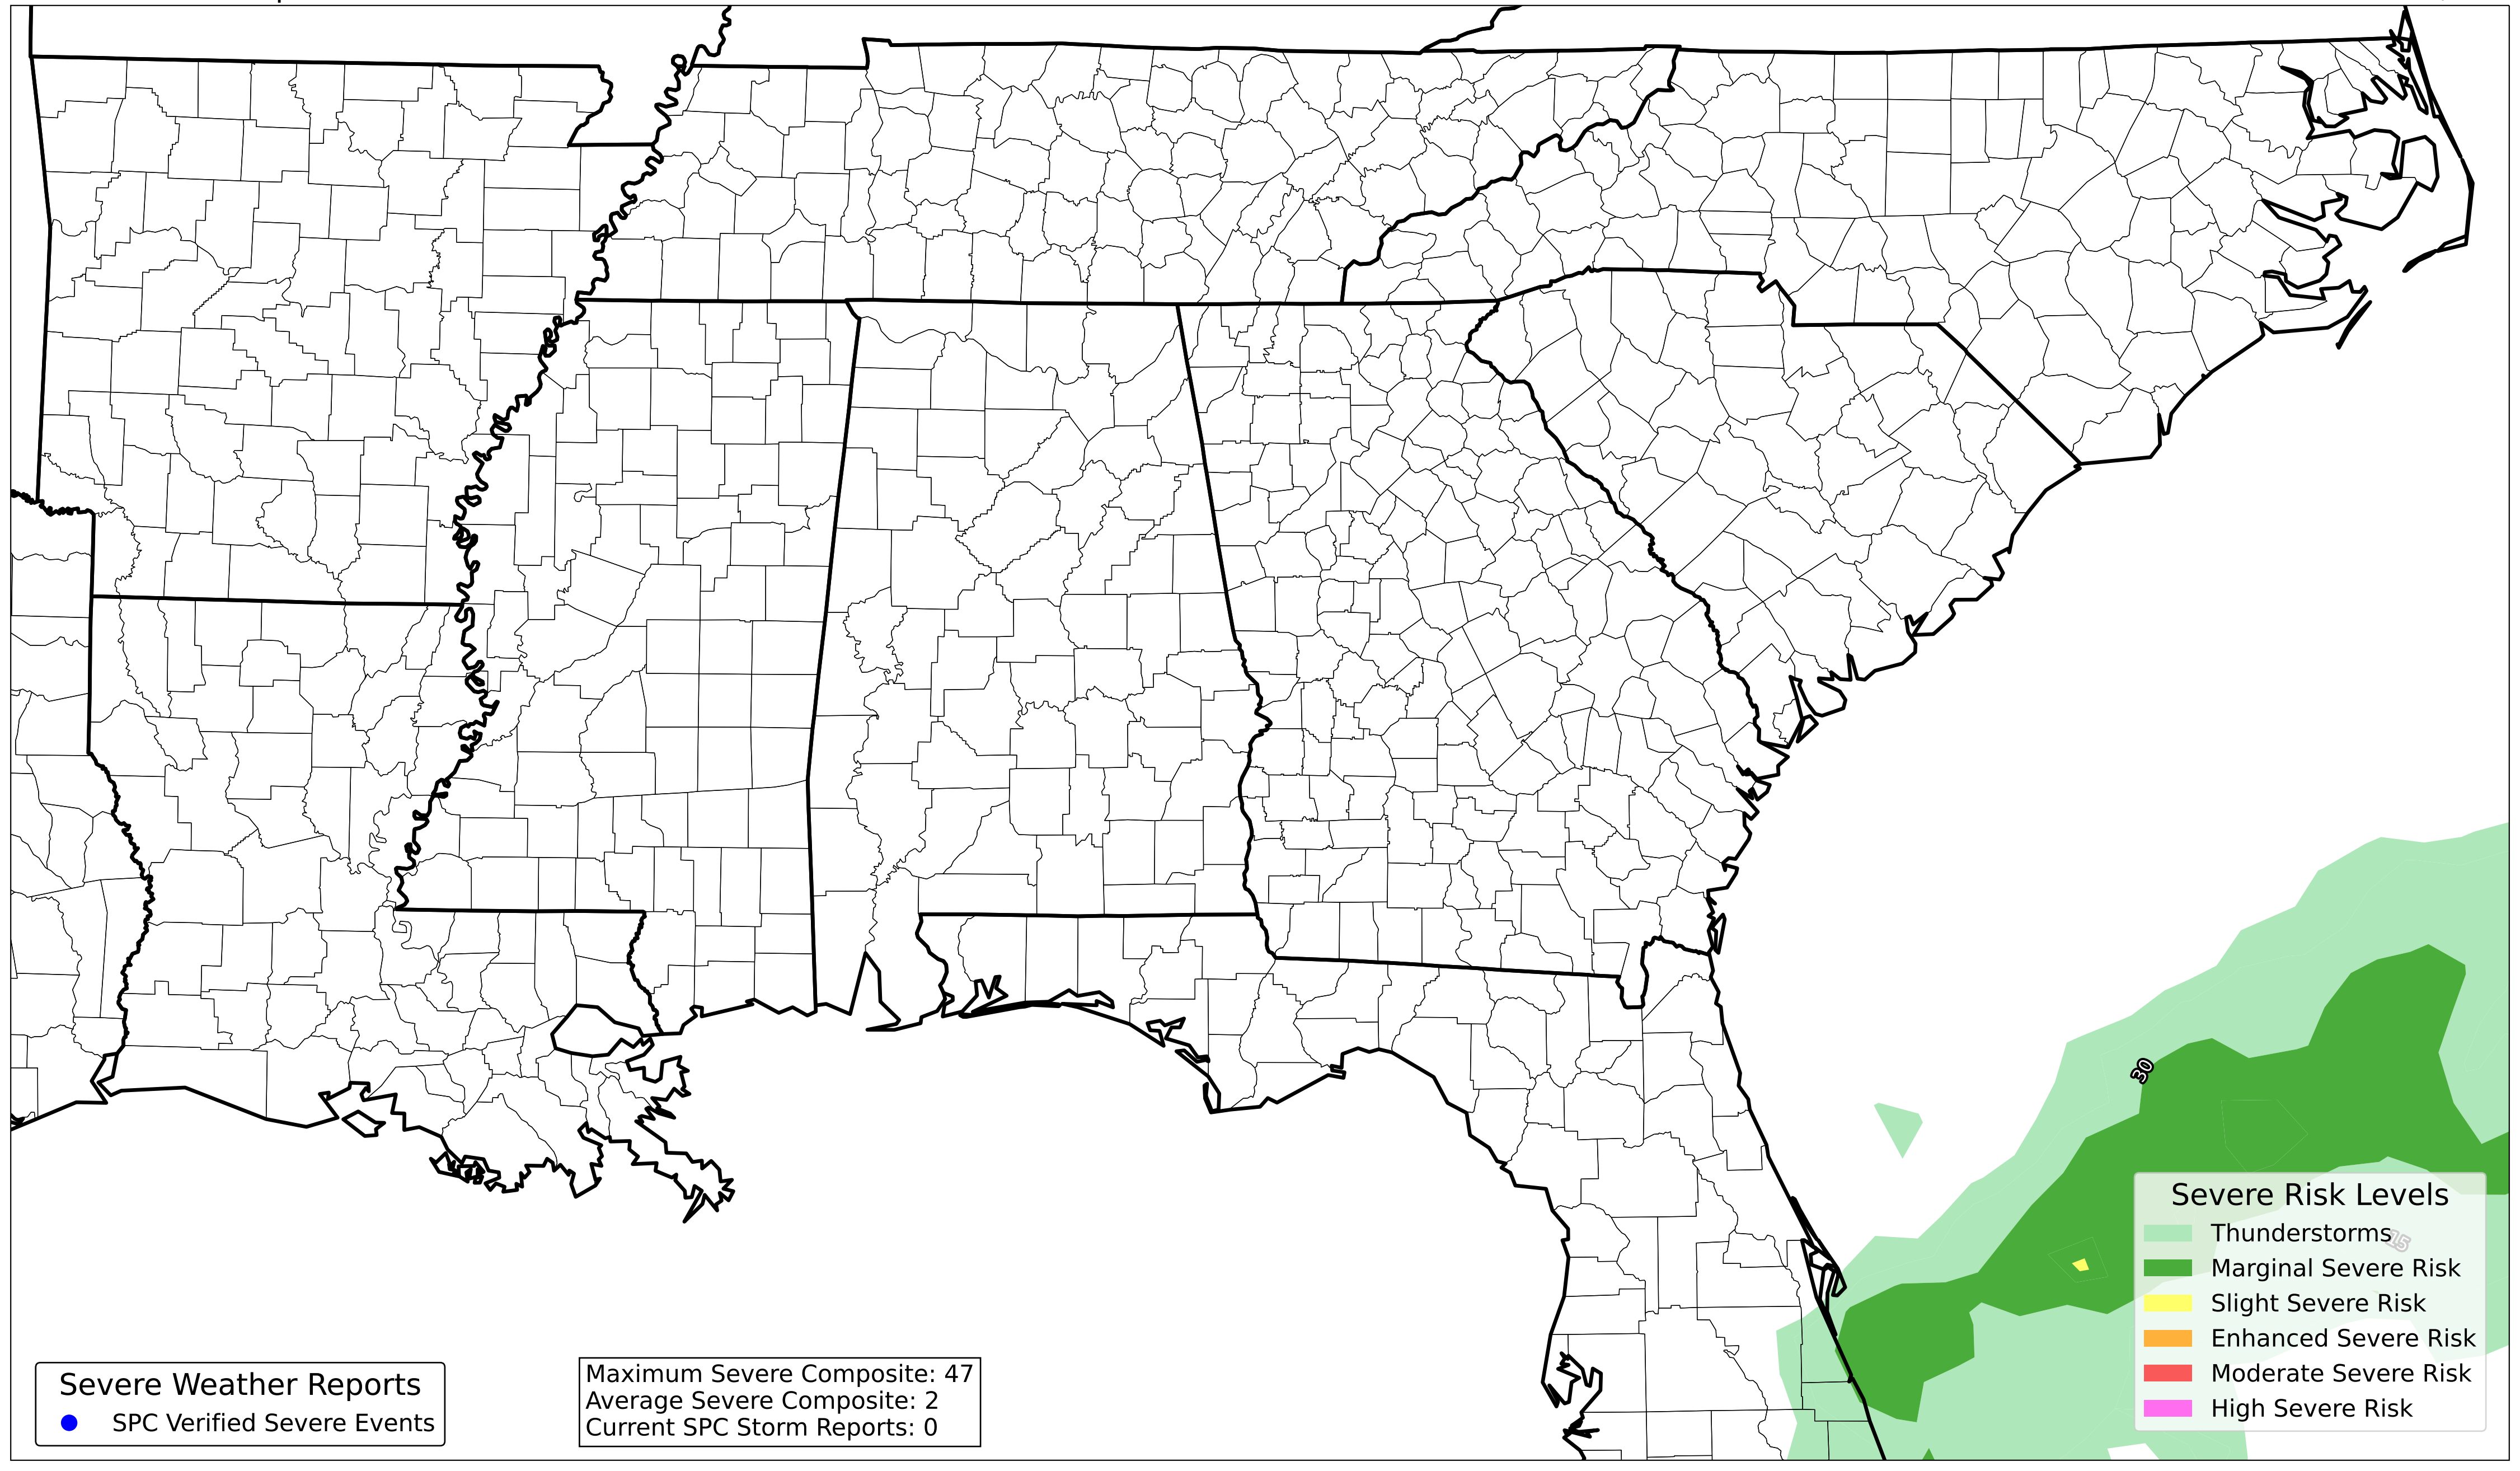 30
15
Severe Risk Levels
Thunderstorms
Marginal Severe Risk
Slight Severe Risk
Enhanced Severe Risk
Moderate Severe Risk
High Severe Risk
Severe Weather Reports
SPC Verified Severe Events
Maximum Severe Composite: 47
Average Severe Composite: 2
Current SPC Storm Reports: 0